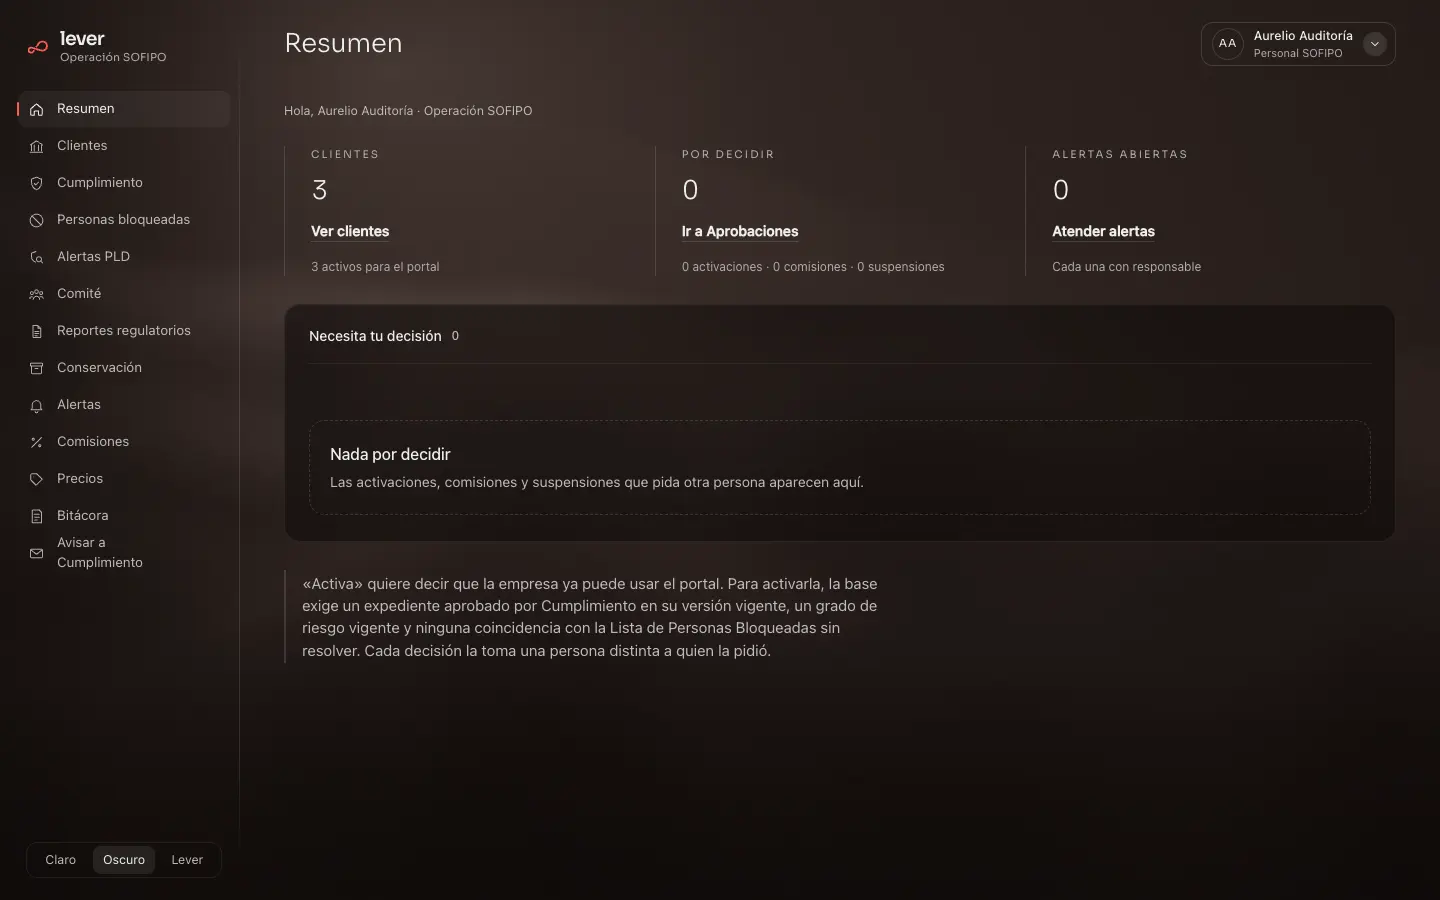 lever
Operación SOFIPO
Resumen
Clientes
Cumplimiento
Personas bloqueadas
Alertas PLD
Comité
Reportes regulatorios
Conservación
Alertas
Comisiones
Precios
Bitácora
Avisar a
Cumplimiento
Claro
Oscuro
Lever
Resumen
AA
Aurelio Auditoría
Personal SOFIPO
Hola, Aurelio Auditoría · Operación SOFIPO
CLIENTES
3
Ver clientes
3 activos para el portal
POR DECIDIR
0
Ir a Aprobaciones
0 activaciones · 0 comisiones · 0 suspensiones
ALERTAS ABIERTAS
0
Atender alertas
Cada una con responsable
Necesita tu decisión 0
Nada por decidir
Las activaciones, comisiones y suspensiones que pida otra persona aparecen aquí.
«Activa» quiere decir que la empresa ya puede usar el portal. Para activarla, la base
exige un expediente aprobado por Cumplimiento en su versión vigente, un grado de
riesgo vigente y ninguna coincidencia con la Lista de Personas Bloqueadas sin
resolver. Cada decisión la toma una persona distinta a quien la pidió.